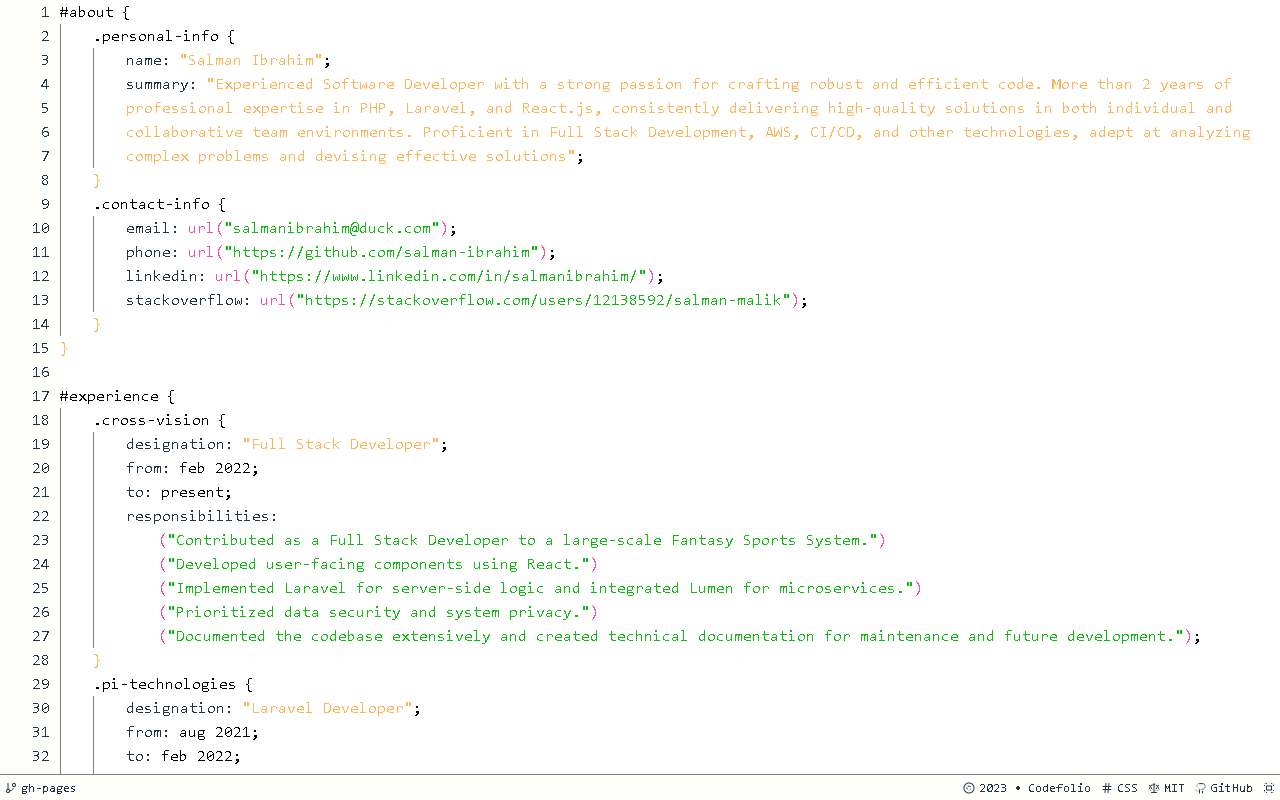 1 #about {
2 .personal-info {
3 name: "Salman Ibrahim";
4 summary: "Experienced Software Developer with a strong passion for crafting robust and efficient code. More than 2 years of
5 professional expertise in PHP, Laravel, and React.js, consistently delivering high-quality solutions in both individual and
6 collaborative team environments. Proficient in Full Stack Development, AWS, CI/CD, and other technologies, adept at analyzing
7 complex problems and devising effective solutions";
8 }
9 .contact-info {
10 email: url("salmanibrahim@duck.com");
11 phone: url("https://github.com/salman-ibrahim");
12 linkedin: url("https://www.linkedin.com/in/salmanibrahim/");
13 stackoverflow: url("https://stackoverflow.com/users/12138592/salman-malik");
14 }
15 }
16
17 #experience {
18 .cross-vision {
19 designation: "Full Stack Developer";
20 from: feb 2022;
21 to: present;
22 responsibilities:
23 ("Contributed as a Full Stack Developer to a large-scale Fantasy Sports System.")
24 ("Developed user-facing components using React.")
25 ("Implemented Laravel for server-side logic and integrated Lumen for microservices.")
26 ("Prioritized data security and system privacy.")
27 ("Documented the codebase extensively and created technical documentation for maintenance and future development.");
28 }
29 .pi-technologies {
30 designation: "Laravel Developer";
31 from: aug 2021;
32 to: feb 2022;
gh-pages © 2023 • Codefolio # CSS MIT GitHub